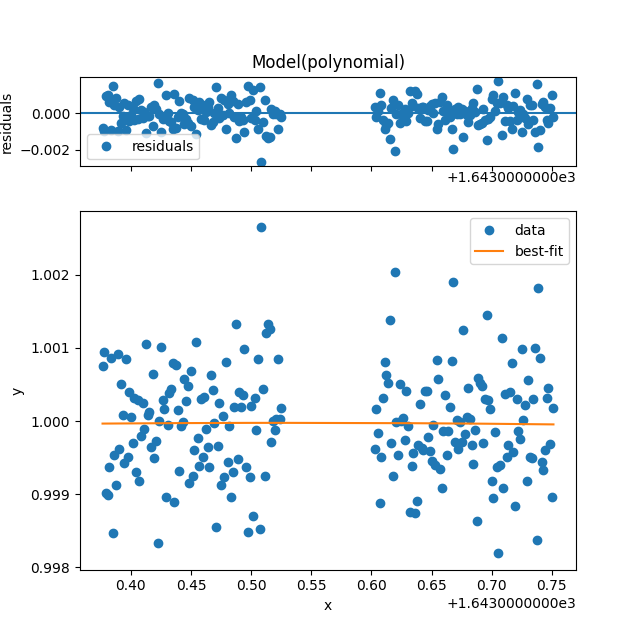 Model(polynomial)
residuals
0.000
−0.002
residuals
+1.6430000000e3
y
1.002
1.001
1.000
0.999
0.998
data
best-fit
0.40 0.45 0.50 0.55 0.60 0.65 0.70 0.75
x
+1.6430000000e3